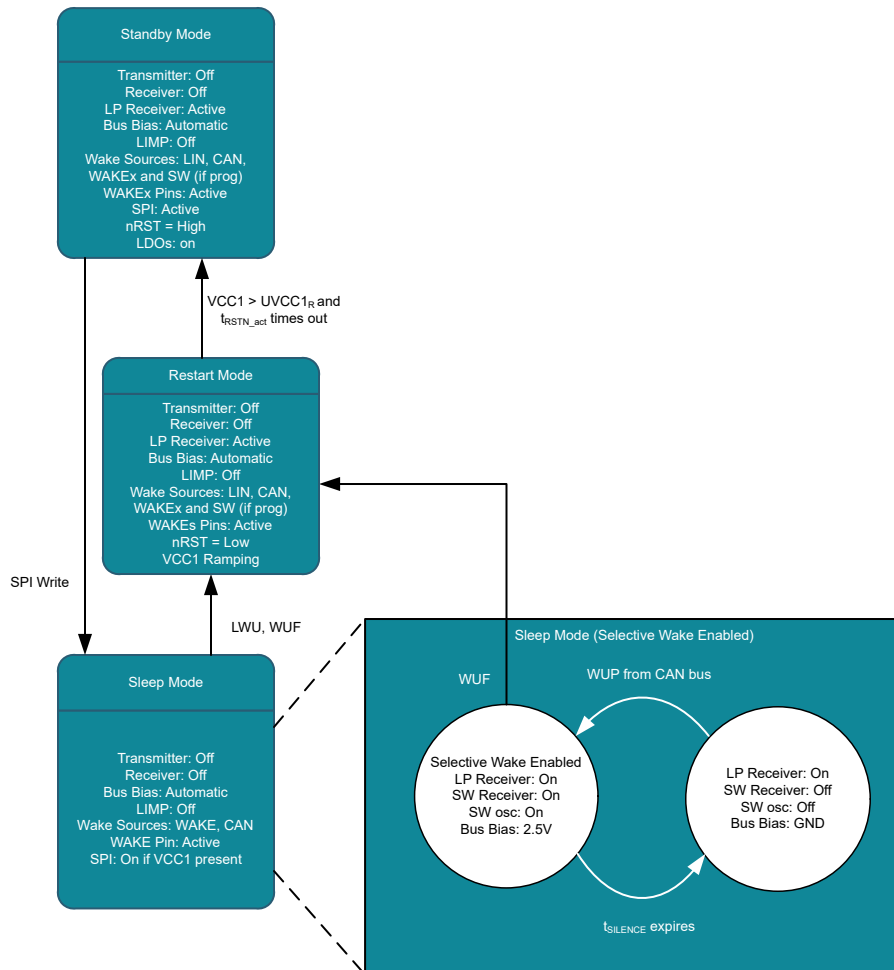 Standby Mode
Transmitter: Off
Receiver: Off
LP Receiver: Active
Bus Bias: Automatic
LIMP: Off
Wake Sources: LIN, CAN,
WAKEx and SW (if prog)
WAKEx Pins: Active
SPI: Active
nRST = High
LDOs: on
VCC1 > UVCC1R and
tRSTN_act times out
Restart Mode
Transmitter: Off
Receiver: Off
LP Receiver: Active
Bus Bias: Automatic
LIMP: Off
Wake Sources: LIN, CAN,
WAKEx and SW (if prog)
WAKEs Pins: Active
nRST = Low
VCC1 Ramping
SPI Write
LWU, WUF
Sleep Mode
Transmitter: Off
Receiver: Off
Bus Bias: Automatic
LIMP: Off
Wake Sources: WAKE, CAN
WAKE Pin: Active
SPI: On if VCC1 present
Sleep Mode (Selective Wake Enabled)
WUF
WUP from CAN bus
Selective Wake Enabled
LP Receiver: On
SW Receiver: On
SW osc: On
Bus Bias: 2.5V
LP Receiver: On
SW Receiver: Off
SW osc: Off
Bus Bias: GND
tSILENCE expires